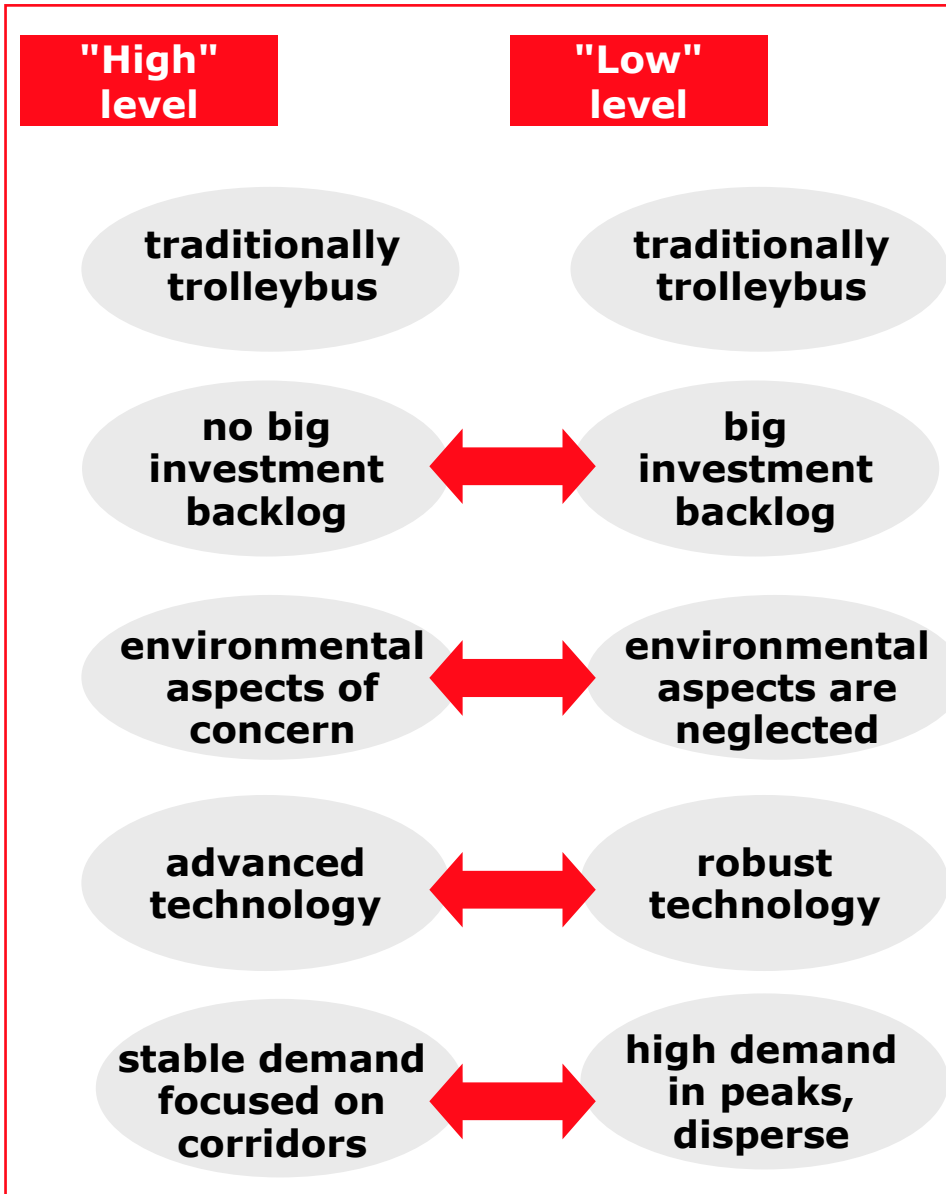 "High"
level
"Low"
level
traditionally
trolleybus
traditionally
trolleybus
no big
investment
backlog
big
investment
backlog
environmental
aspects of
concern
environmental
aspects are
neglected
advanced
technology
robust
technology
stable demand
focused on
corridors
high demand
in peaks,
disperse